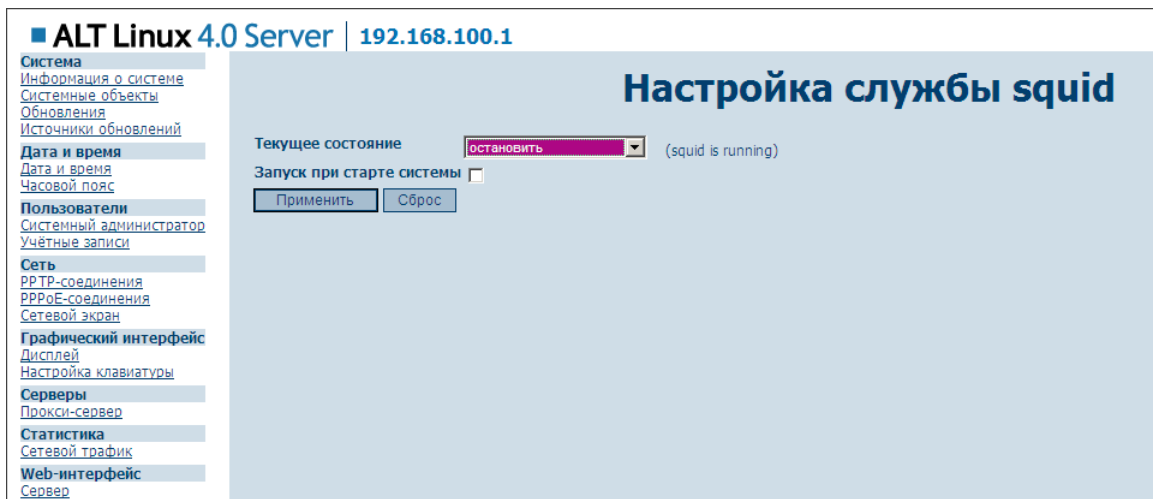 ALT Linux 4.0 Server | 192.168.100.1
Система
Информация о системе
Системные объекты
Обновления
Источники обновлений
Дата и время
Дата и время
Часовой пояс
Пользователи
Системный администратор
Учётные записи
Сеть
PPTP-соединения
PPPoE-соединения
Сетевой экран
Графический интерфейс
Дисплей
Настройка клавиатуры
Серверы
Прокси-сервер
Статистика
Сетевой трафик
Web-интерфейс
Сервер
Настройка службы squid
Текущее состояние остановить (squid is running)
Запуск при старте системы
Применить Сброс